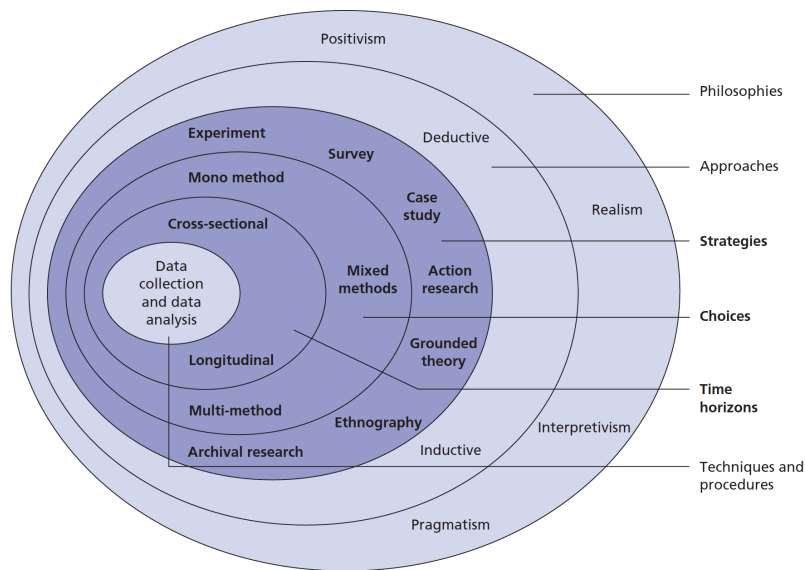 Positivism
Philosophies
Experiment
Deductive
Survey
Approaches
Mono method
Case
study
Realism
Cross-sectional
Strategies
Data
collection
and data
analysis
Mixed
methods
Action
research
Choices
Grounded
theory
Longitudinal
Time
horizons
Multi-method
Ethnography
Interpretivism
Archival research
Inductive
Techniques and
procedures
Pragmatism